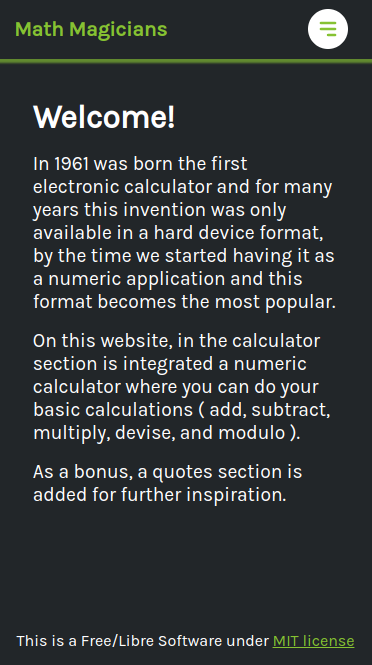 Math Magicians
Welcome!
In 1961 was born the first
electronic calculator and for many
years this invention was only
available in a hard device format,
by the time we started having it as
a numeric application and this
format becomes the most popular.
On this website, in the calculator
section is integrated a numeric
calculator where you can do your
basic calculations ( add, subtract,
multiply, devise, and modulo ).
As a bonus, a quotes section is
added for further inspiration.
This is a Free/Libre Software under MIT license